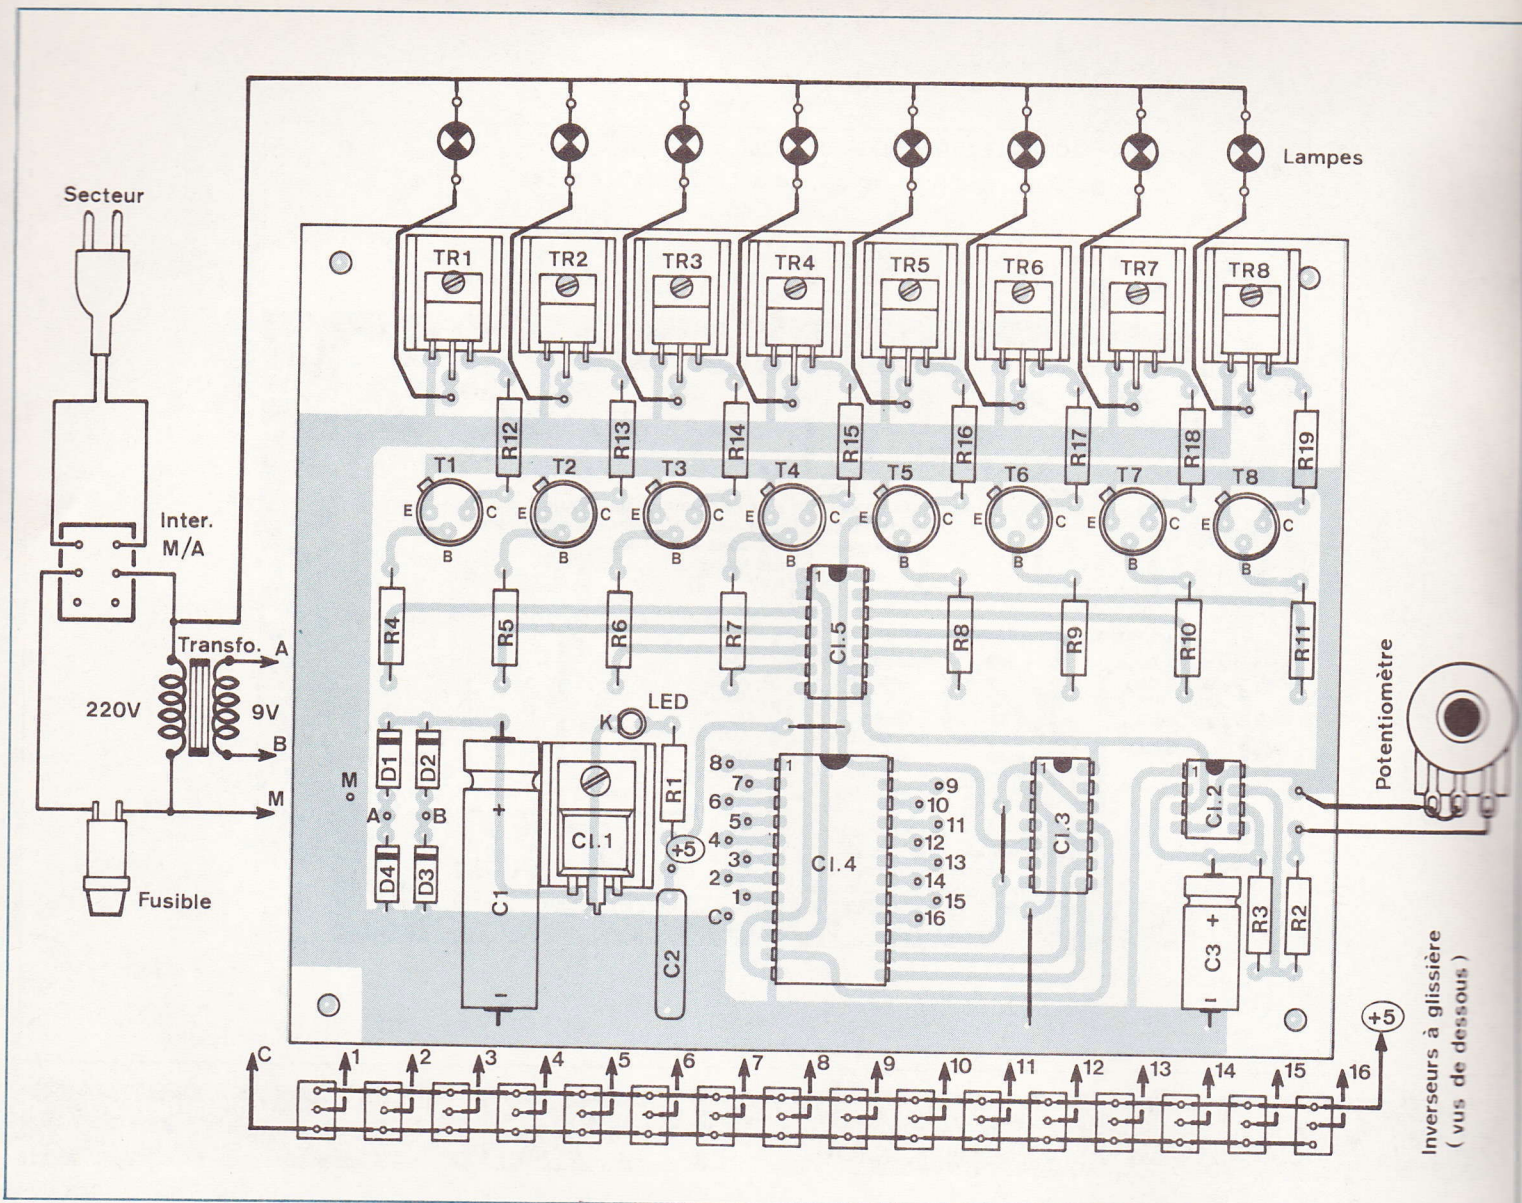 Secteur
Lampes
TR1 TR2 TR3 TR4 TR5 TR6 TR7 TR8
R12 R13 R14 R15 R16 R17 R18 R19
T1 T2 T3 T4 T5 T6 T7 T8
E C E C E C E C E C E C E C E C
B B B B B B B B
Inter.
M/A
1
R4 R5 R6 R7 CI.5 R8 R9 R10 R11
Transfo. A
220V 9V
B
M
Fusible
K LED
M
D1 D2
A B
D4 D3
+
C1
–
CI.1
R1
+5
C2
8
7
6
5
4
3
2
1
C
1
CI.4
9
10
11
12
13
14
15
16
1
CI.3
1
CI.2
+
C3
–
R3 R2
Potentiomètre
C 1 2 3 4 5 6 7 8 9 10 11 12 13 14 15 16
+5
Inverseurs à glissière
( vus de dessous )